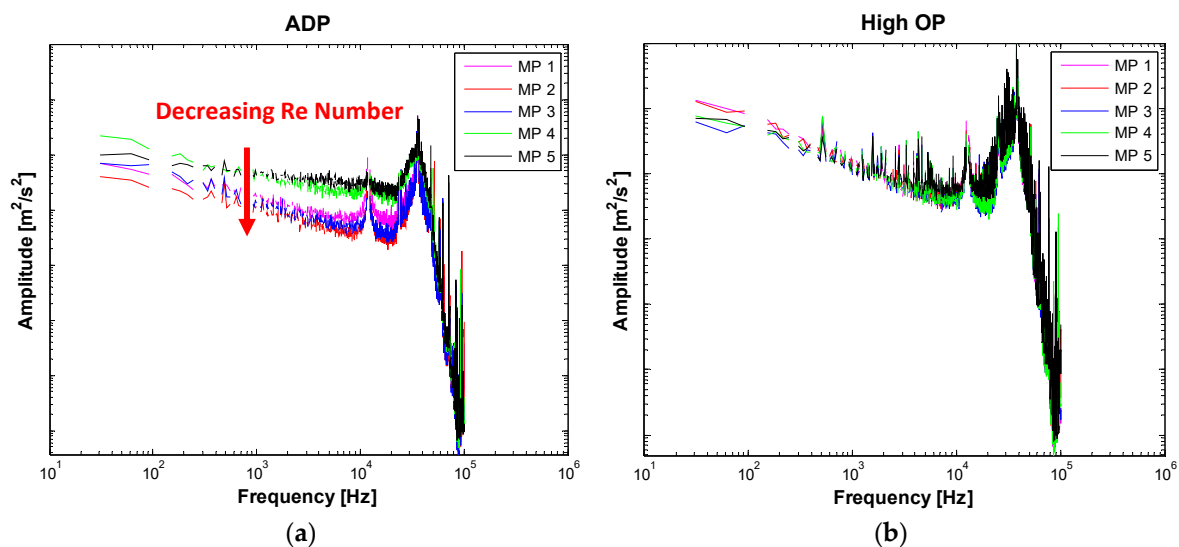 ADP
Amplitude [m²/s²]
MP 1
MP 2
MP 3
MP 4
MP 5
Decreasing Re Number
10¹ 10² 10³ 10⁴ 10⁵ 10⁶
Frequency [Hz]
(a)
High OP
Amplitude [m²/s²]
MP 1
MP 2
MP 3
MP 4
MP 5
10¹ 10² 10³ 10⁴ 10⁵ 10⁶
Frequency [Hz]
(b)